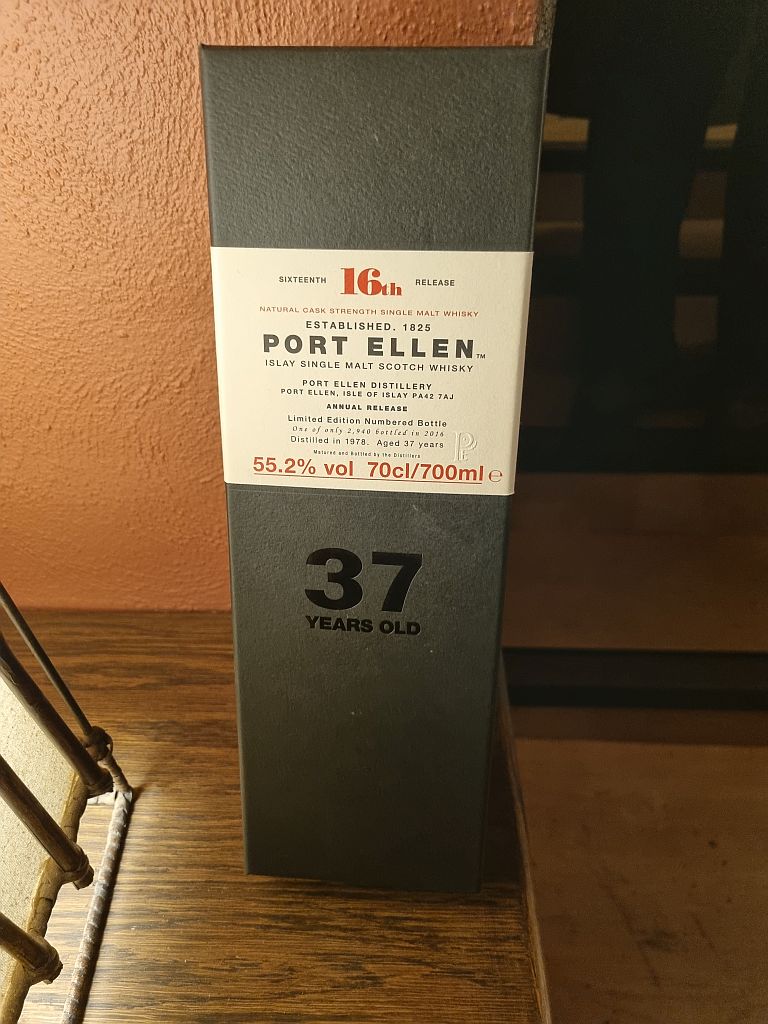 SIXTEENTH 16th RELEASE
NATURAL CASK STRENGTH SINGLE MALT WHISKY
ESTABLISHED. 1825
PORT ELLEN™
ISLAY SINGLE MALT SCOTCH WHISKY
PORT ELLEN DISTILLERY
PORT ELLEN, ISLE OF ISLAY PA42 7AJ
ANNUAL RELEASE
Limited Edition Numbered Bottle
One of only 2,940 bottled in 2016
Distilled in 1978. Aged 37 years
PE
Matured and Bottled by the Distillers
55.2% vol 70cl/700ml ℮
37
YEARS OLD